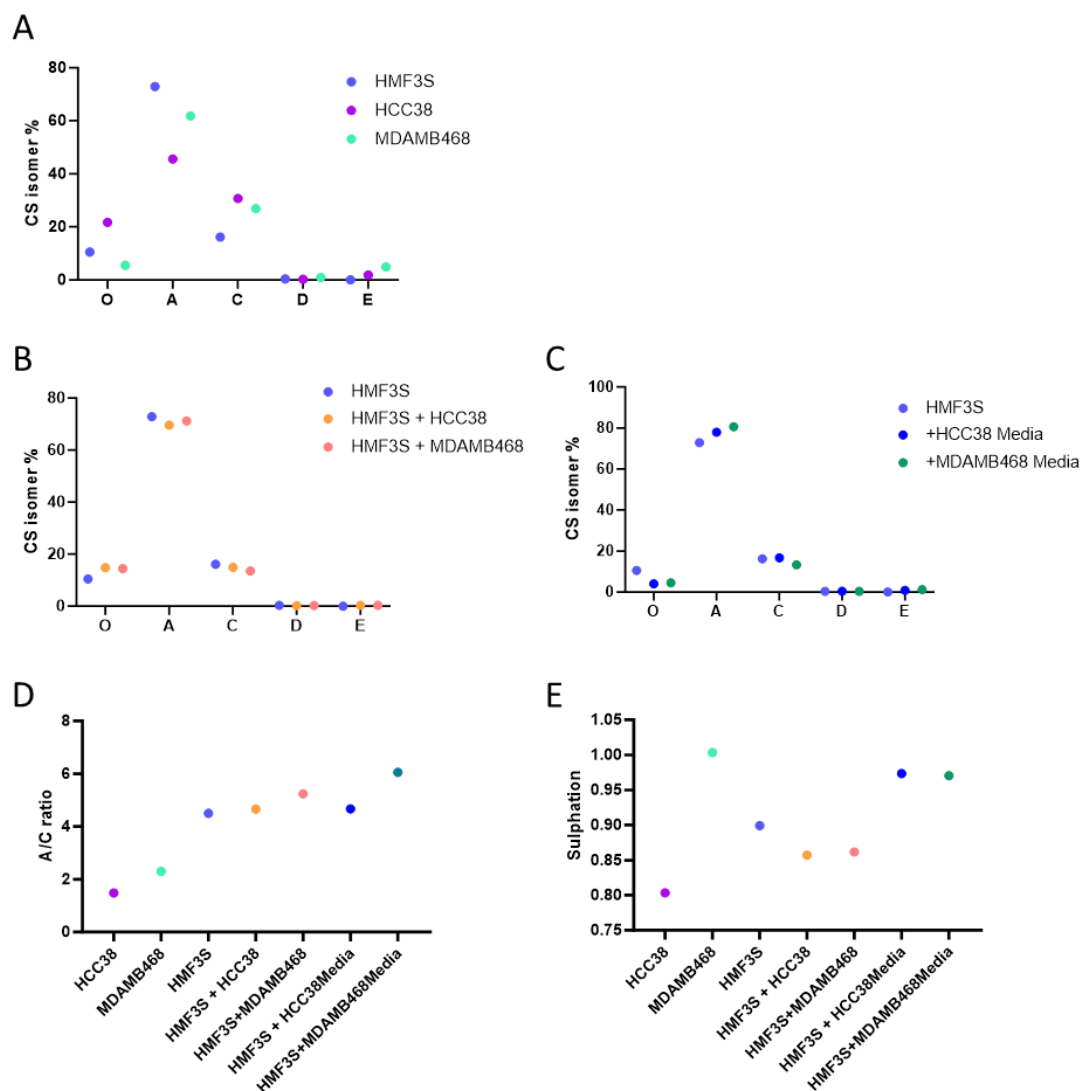 A
CS isomer %
80
60
40
20
0
O A C D E
HMF3S
HCC38
MDAMB468
B
CS isomer %
80
60
40
20
0
O A C D E
HMF3S
HMF3S + HCC38
HMF3S + MDAMB468
C
CS isomer %
100
80
60
40
20
0
O A C D E
HMF3S
+HCC38 Media
+MDAMB468 Media
D
A/C ratio
8
6
4
2
0
HCC38
MDAMB468
HMF3S
HMF3S + HCC38
HMF3S+MDAMB468
HMF3S + HCC38Media
HMF3S+MDAMB468Media
E
Sulphation
1.05
1.00
0.95
0.90
0.85
0.80
0.75
HCC38
MDAMB468
HMF3S
HMF3S + HCC38
HMF3S+MDAMB468
HMF3S + HCC38Media
HMF3S+MDAMB468Media